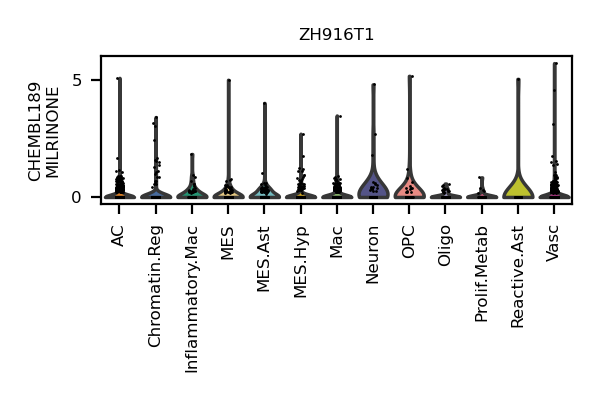 ZH916T1
CHEMBL189
MILRINONE
5
0
AC
Chromatin.Reg
Inflammatory.Mac
MES
MES.Ast
MES.Hyp
Mac
Neuron
OPC
Oligo
Prolif.Metab
Reactive.Ast
Vasc